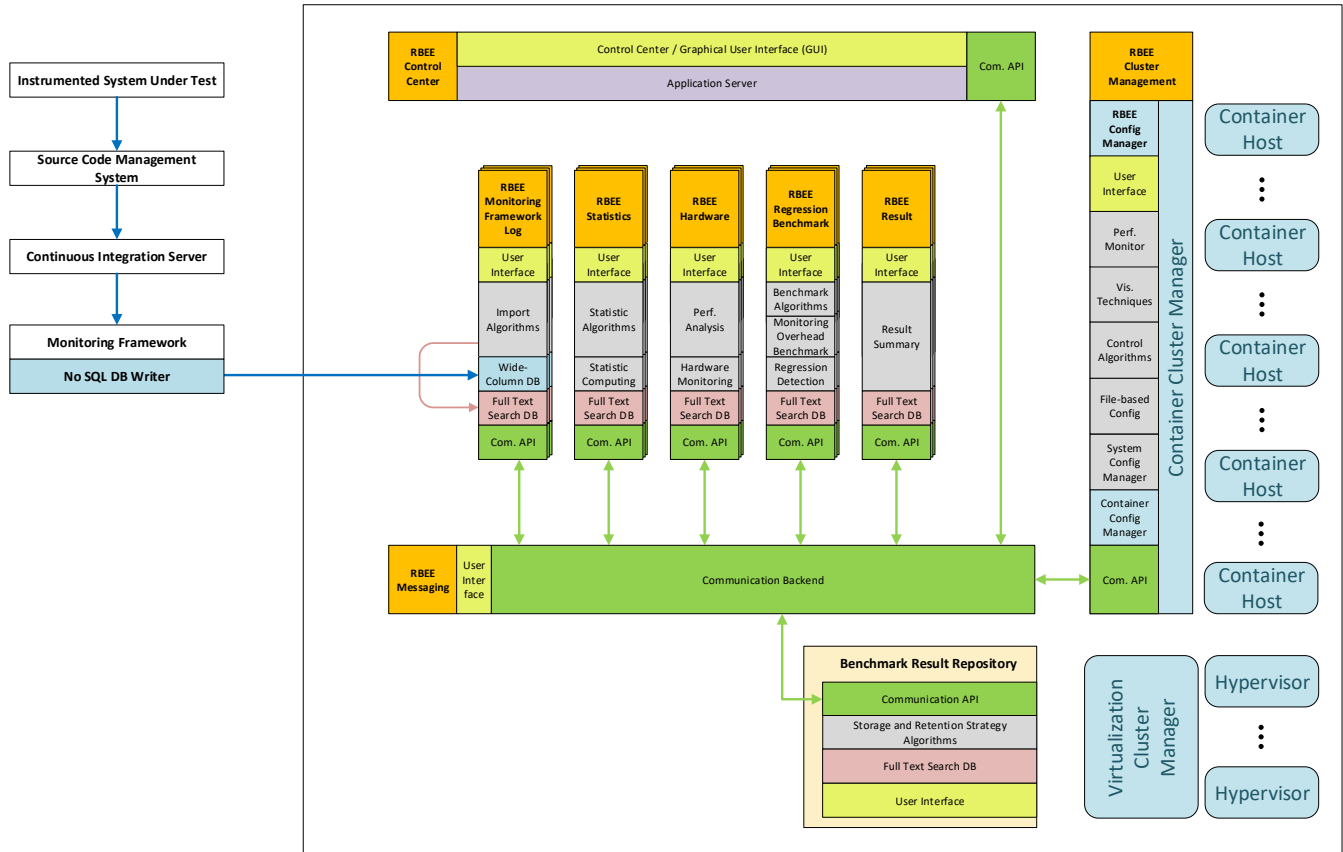 Instrumented System Under Test
Source Code Management
System
Continuous Integration Server
Monitoring Framework
No SQL DB Writer
RBEE
Control
Center
Control Center / Graphical User Interface (GUI)
Application Server
Com. API
RBEE
Monitoring
Framework
Log
User
Interface
Import
Algorithms
Wide-
Column DB
Full Text
Search DB
Com. API
RBEE
Statistics
User
Interface
Statistic
Algorithms
Statistic
Computing
Full Text
Search DB
Com. API
RBEE
Hardware
User
Interface
Perf.
Analysis
Hardware
Monitoring
Full Text
Search DB
Com. API
RBEE
Regression
Benchmark
User
Interface
Benchmark
Algorithms
Monitoring
Overhead
Benchmark
Regression
Detection
Full Text
Search DB
Com. API
RBEE
Result
User
Interface
Result
Summary
Full Text
Search DB
Com. API
RBEE
Messaging
User
Inter
face
Communication Backend
Benchmark Result Repository
Communication API
Storage and Retention Strategy
Algorithms
Full Text Search DB
User Interface
RBEE
Cluster
Management
RBEE
Config
Manager
User
Interface
Perf.
Monitor
Vis.
Techniques
Control
Algorithms
File-based
Config
System
Config
Manager
Container
Config
Manager
Com. API
Container Cluster Manager
Container
Host
Container
Host
Container
Host
Container
Host
Container
Host
Virtualization
Cluster
Manager
Hypervisor
Hypervisor